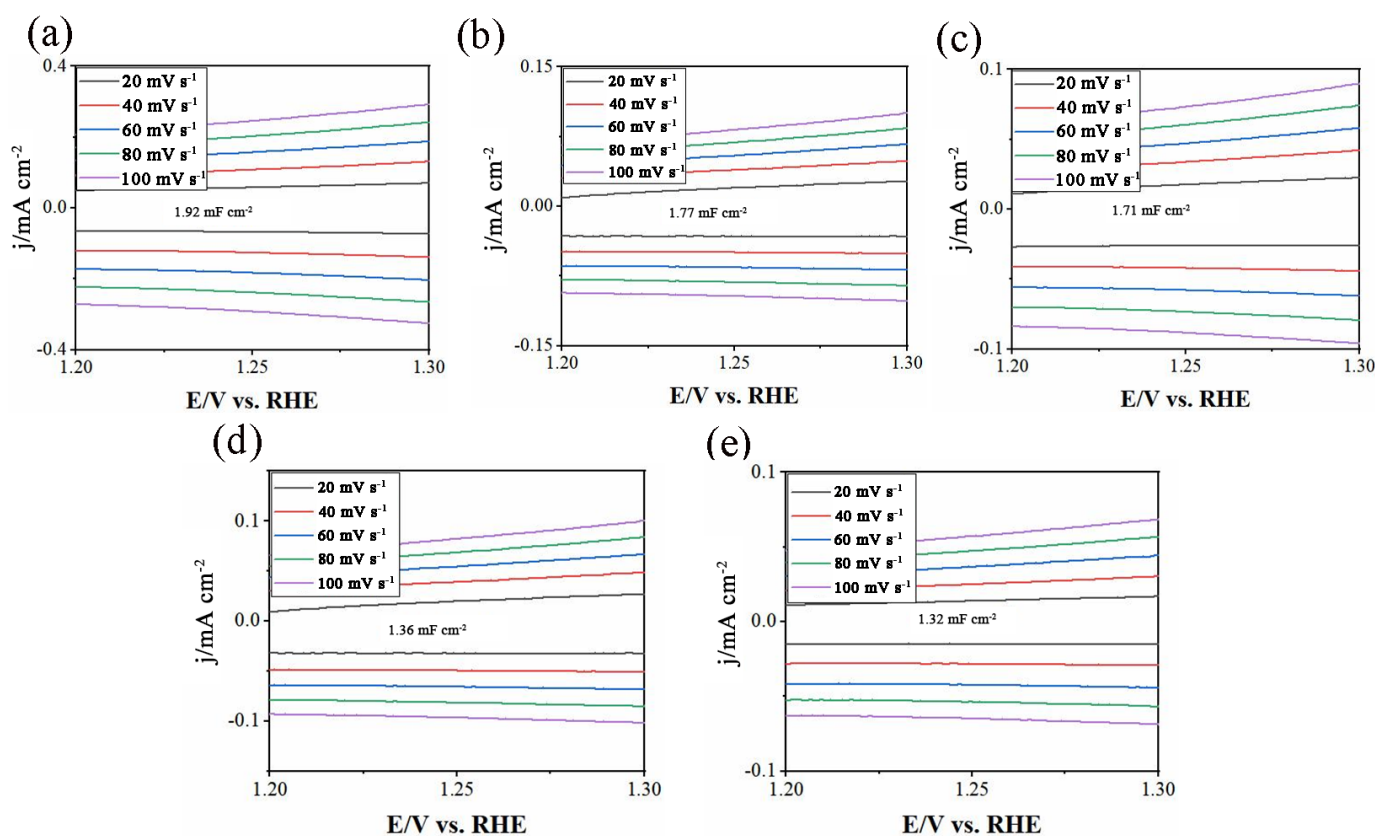 (a)
0.4
20 mV s⁻¹
40 mV s⁻¹
60 mV s⁻¹
80 mV s⁻¹
100 mV s⁻¹
j/mA cm⁻²
0.0
1.92 mF cm⁻²
-0.4
1.20
1.25
1.30
E/V vs. RHE
(b)
0.15
20 mV s⁻¹
40 mV s⁻¹
60 mV s⁻¹
80 mV s⁻¹
100 mV s⁻¹
j/mA cm⁻²
0.00
1.77 mF cm⁻²
-0.15
1.20
1.25
1.30
E/V vs. RHE
(c)
0.1
20 mV s⁻¹
40 mV s⁻¹
60 mV s⁻¹
80 mV s⁻¹
100 mV s⁻¹
j/mA cm⁻²
0.0
1.71 mF cm⁻²
-0.1
1.20
1.25
1.30
E/V vs. RHE
(d)
20 mV s⁻¹
40 mV s⁻¹
60 mV s⁻¹
80 mV s⁻¹
100 mV s⁻¹
0.1
j/mA cm⁻²
0.0
1.36 mF cm⁻²
-0.1
1.20
1.25
1.30
E/V vs. RHE
(e)
0.1
20 mV s⁻¹
40 mV s⁻¹
60 mV s⁻¹
80 mV s⁻¹
100 mV s⁻¹
j/mA cm⁻²
0.0
1.32 mF cm⁻²
-0.1
1.20
1.25
1.30
E/V vs. RHE